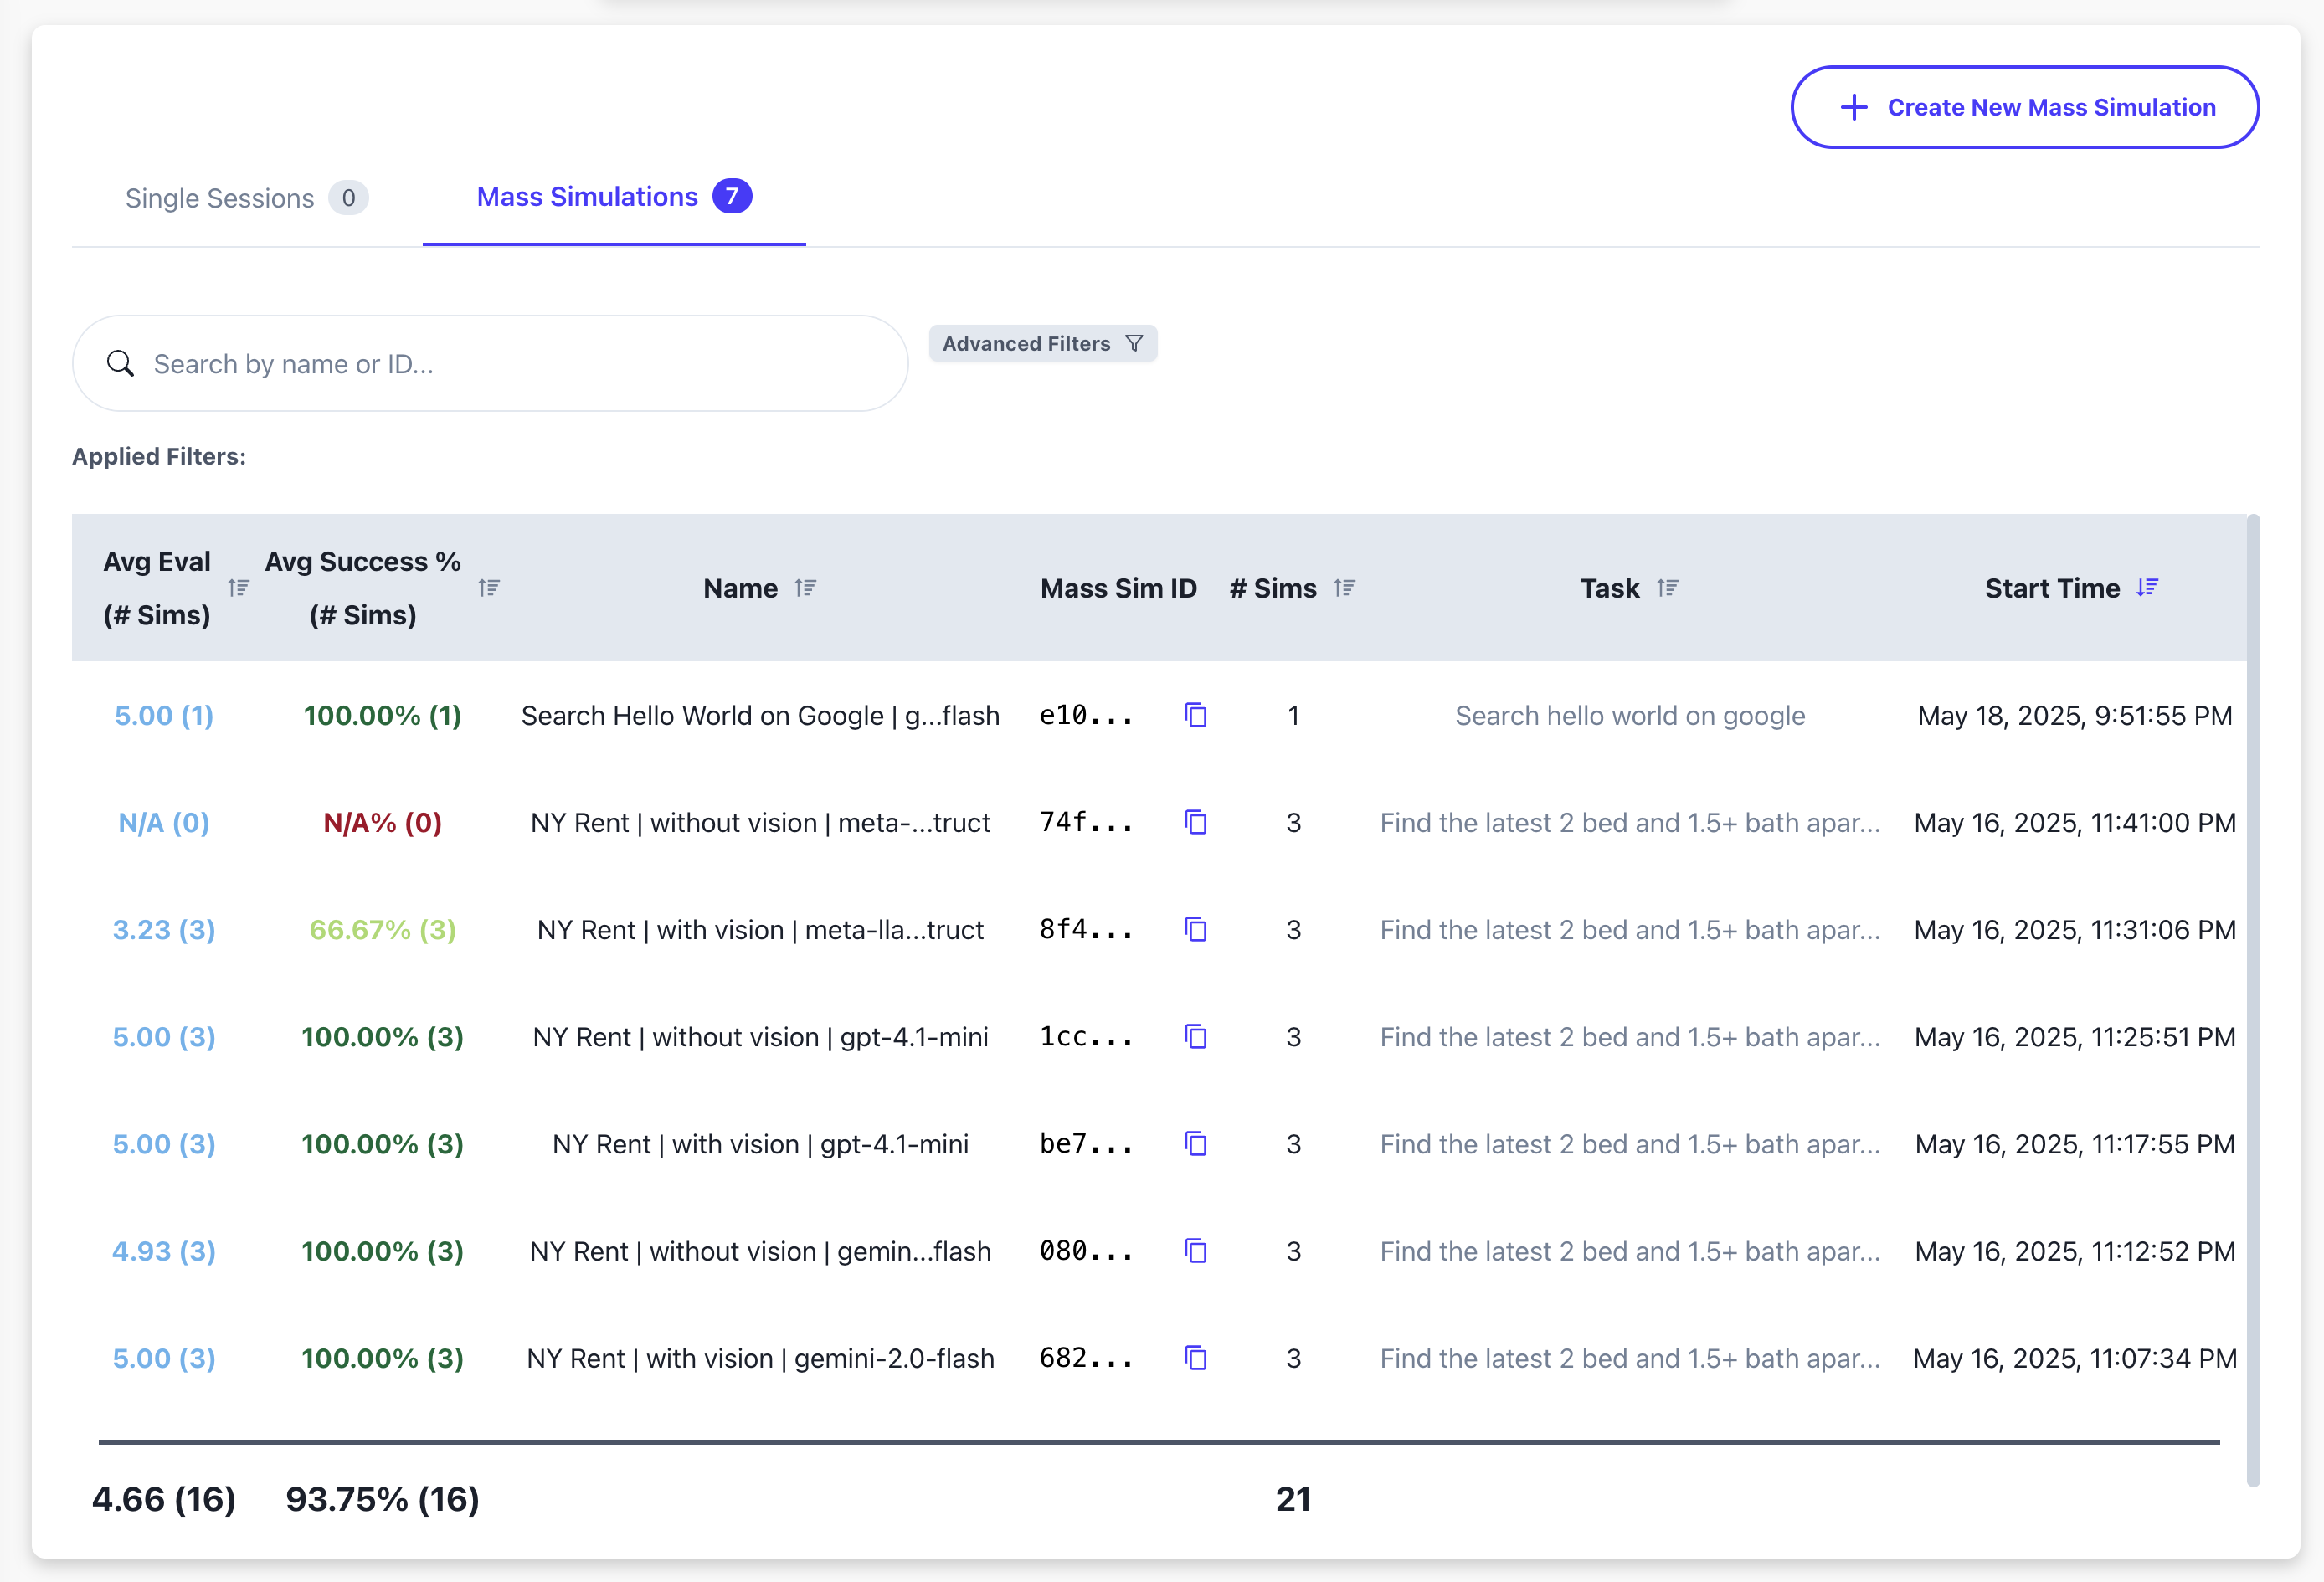 Create New Mass Simulation
Single Sessions 0 Mass Simulations 7
Search by name or ID...
Advanced Filters
Applied Filters:
Avg Eval (# Sims) Avg Success % (# Sims) Name Mass Sim ID # Sims Task Start Time
5.00 (1) 100.00% (1) Search Hello World on Google | g...flash e10... 1 Search hello world on google May 18, 2025, 9:51:55 PM
N/A (0) N/A% (0) NY Rent | without vision | meta-...truct 74f... 3 Find the latest 2 bed and 1.5+ bath apar... May 16, 2025, 11:41:00 PM
3.23 (3) 66.67% (3) NY Rent | with vision | meta-lla...truct 8f4... 3 Find the latest 2 bed and 1.5+ bath apar... May 16, 2025, 11:31:06 PM
5.00 (3) 100.00% (3) NY Rent | without vision | gpt-4.1-mini 1cc... 3 Find the latest 2 bed and 1.5+ bath apar... May 16, 2025, 11:25:51 PM
5.00 (3) 100.00% (3) NY Rent | with vision | gpt-4.1-mini be7... 3 Find the latest 2 bed and 1.5+ bath apar... May 16, 2025, 11:17:55 PM
4.93 (3) 100.00% (3) NY Rent | without vision | gemin...flash 080... 3 Find the latest 2 bed and 1.5+ bath apar... May 16, 2025, 11:12:52 PM
5.00 (3) 100.00% (3) NY Rent | with vision | gemini-2.0-flash 682... 3 Find the latest 2 bed and 1.5+ bath apar... May 16, 2025, 11:07:34 PM
4.66 (16) 93.75% (16) 21